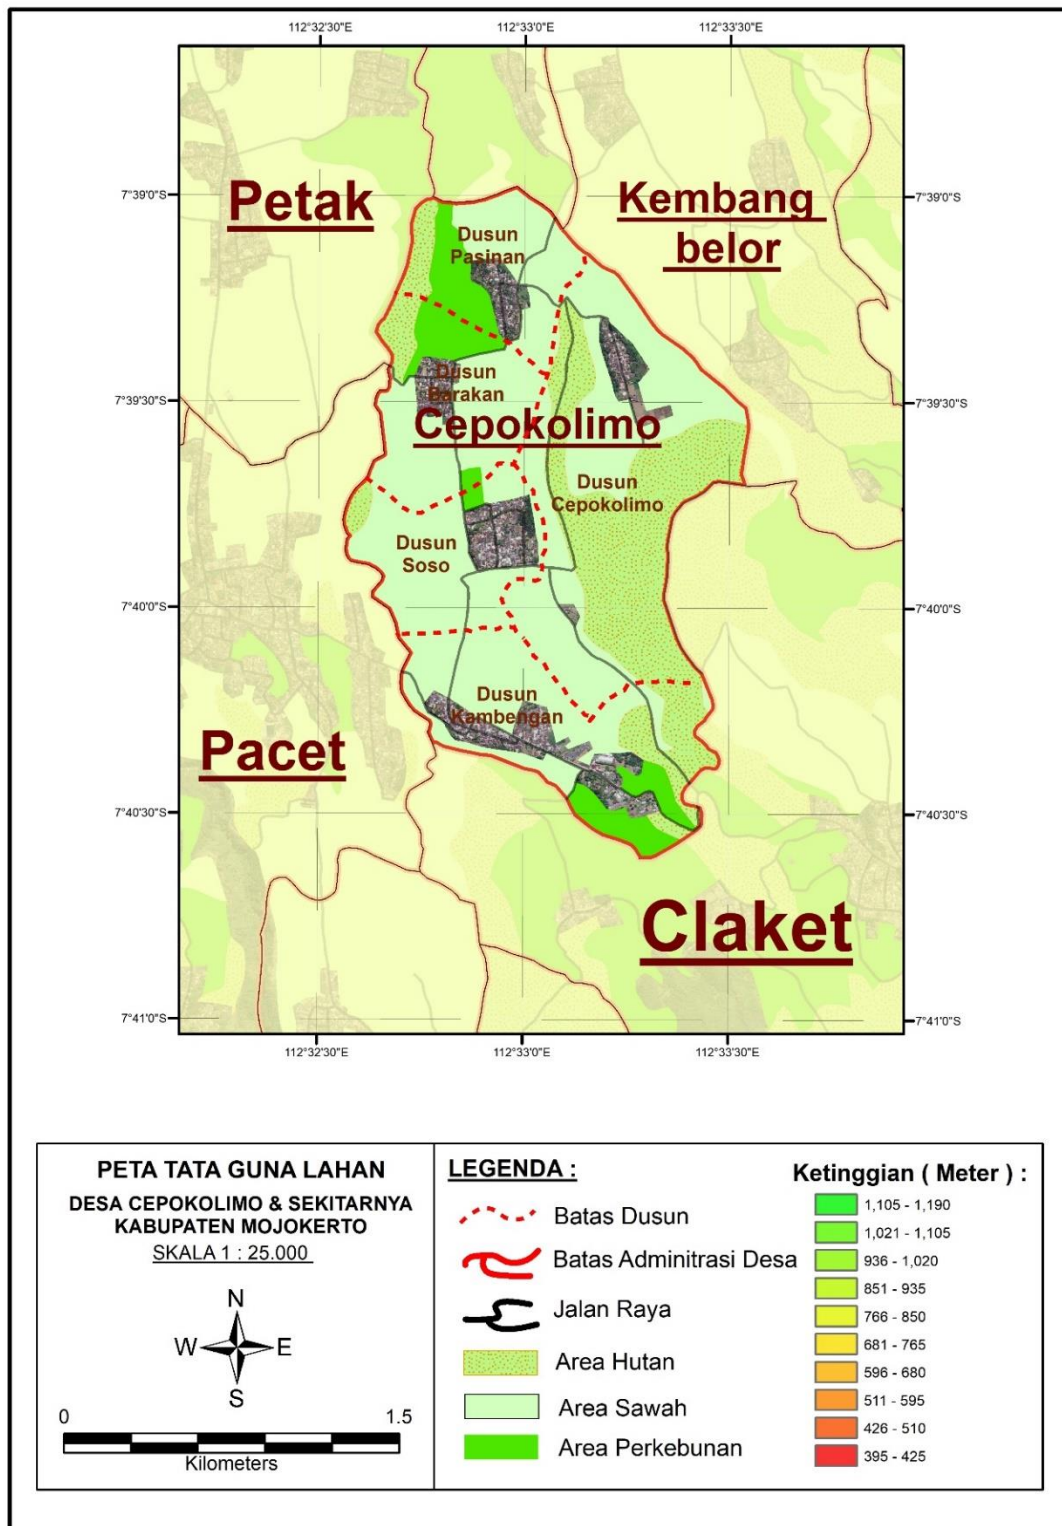 112°32'30"E
112°33'0"E
112°33'30"E
7°39'0"S
7°39'0"S
Petak
Kembang
belor
Dusun
Pasinan
Dusun
Barakan
7°39'30"S
7°39'30"S
Cepokolimo
Dusun
Cepokolimo
Dusun
Soso
7°40'0"S
7°40'0"S
Dusun
Kambengan
Pacet
7°40'30"S
7°40'30"S
Claket
7°41'0"S
7°41'0"S
112°32'30"E
112°33'0"E
112°33'30"E
PETA TATA GUNA LAHAN
DESA CEPOKOLIMO & SEKITARNYA
KABUPATEN MOJOKERTO
SKALA 1 : 25.000
N
W
E
S
0
1.5
Kilometers
LEGENDA :
Batas Dusun
Batas Adminitrasi Desa
Jalan Raya
Area Hutan
Area Sawah
Area Perkebunan
Ketinggian ( Meter ) :
1,105 - 1,190
1,021 - 1,105
936 - 1,020
851 - 935
766 - 850
681 - 765
596 - 680
511 - 595
426 - 510
395 - 425